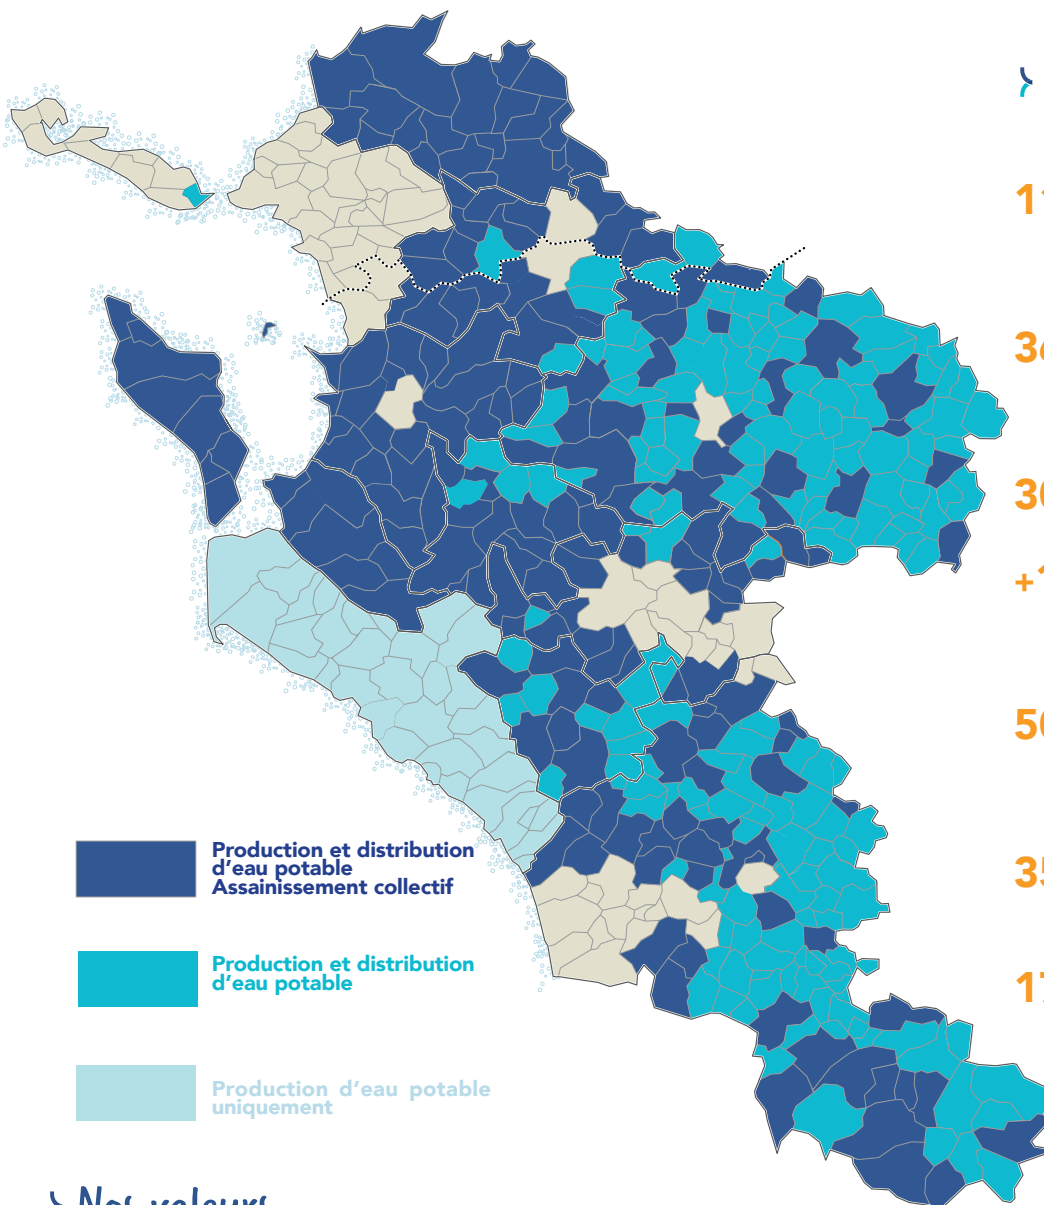 Production et distribution
d’eau potable
Assainissement collectif
Production et distribution
d’eau potable
Production d’eau potable
uniquement
Nos valeurs